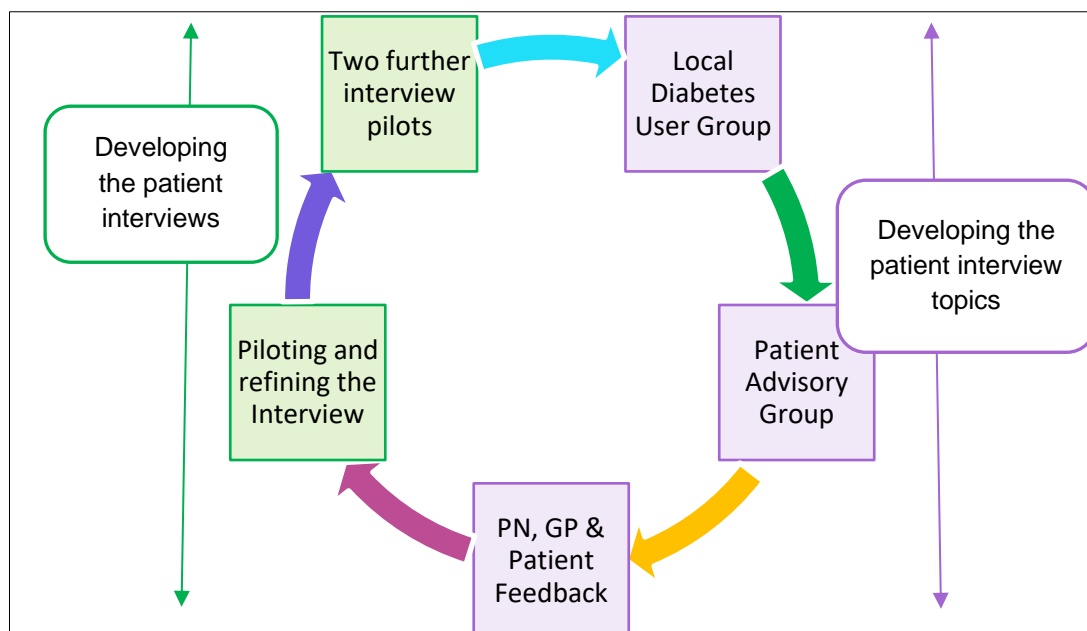 Two further
interview
pilots
Local
Diabetes
User Group
Developing
the patient
interviews
Developing the
patient interview
topics
Piloting and
refining the
Interview
Patient
Advisory
Group
PN, GP &
Patient
Feedback